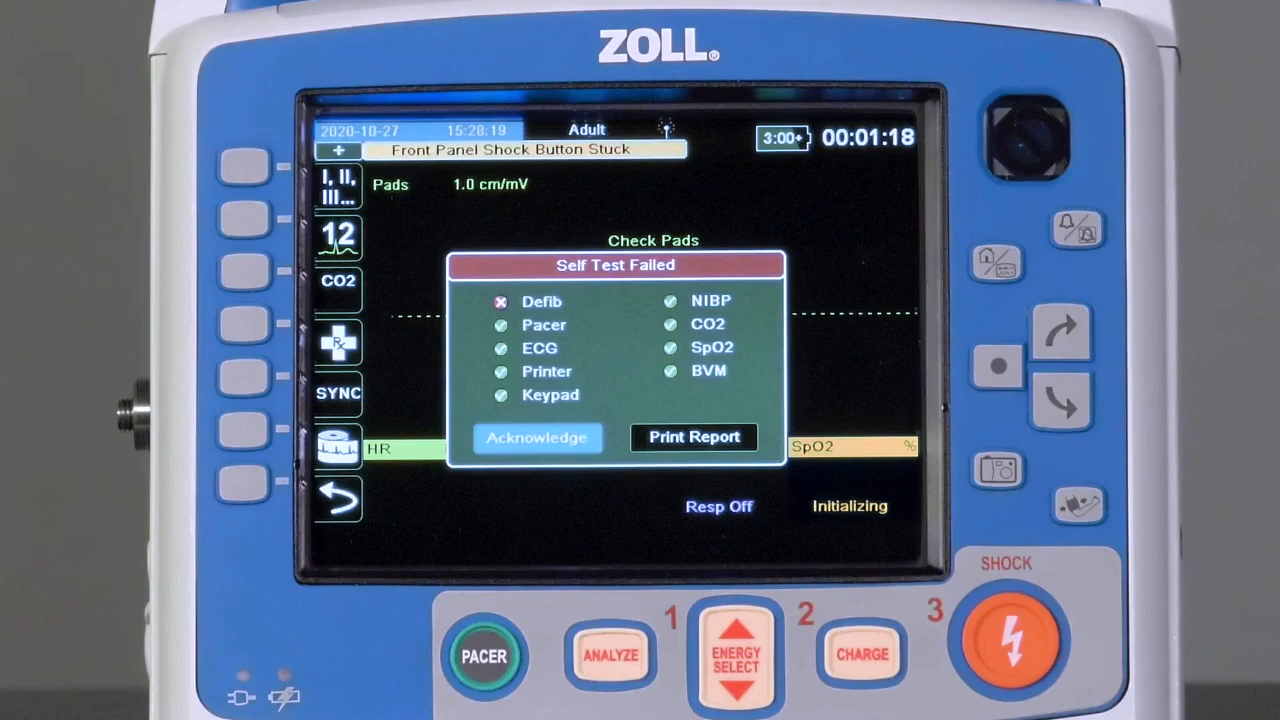 ZOLL®
2020-10-27 15:28:19 Adult 3:00+ 00:01:18
+ Front Panel Shock Button Stuck
I, II,
III...
Pads 1.0 cm/mV
12
Check Pads
Self Test Failed
CO2
Defib NIBP
Pacer CO2
Rx
ECG SpO2
Printer BVM
SYNC
Keypad
Acknowledge Print Report
HR SpO2 %
Resp Off Initializing
SHOCK
1 2 3
PACER
ANALYZE
ENERGY
SELECT
CHARGE